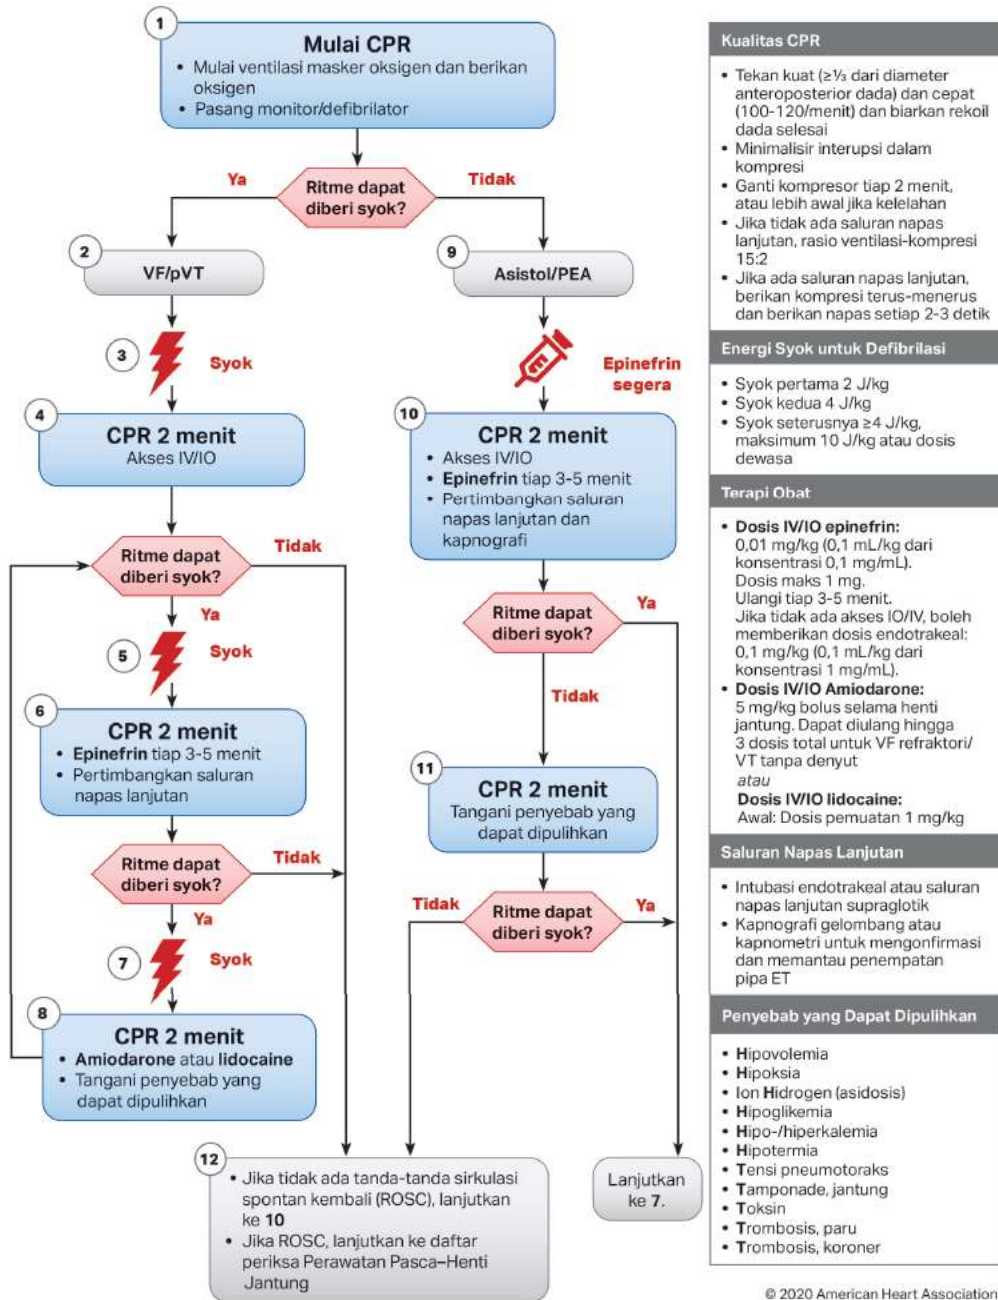 1
Mulai CPR
• Mulai ventilasi masker oksigen dan berikan
oksigen
• Pasang monitor/defibrilator
Ya
Ritme dapat
diberi syok?
Tidak
2
VF/pVT
9
Asistol/PEA
3
Syok
Epinefrin
segera
4
CPR 2 menit
Akses IV/IO
10
CPR 2 menit
• Akses IV/IO
• Epinefrin tiap 3-5 menit
• Pertimbangkan saluran
napas lanjutan dan
kapnografi
Ritme dapat
diberi syok?
Tidak
Ya
5
Syok
Ritme dapat
diberi syok?
Ya
Tidak
6
CPR 2 menit
• Epinefrin tiap 3-5 menit
• Pertimbangkan saluran
napas lanjutan
11
CPR 2 menit
Tangani penyebab yang
dapat dipulihkan
Ritme dapat
diberi syok?
Tidak
Ya
7
Syok
Tidak
Ritme dapat
diberi syok?
Ya
8
CPR 2 menit
• Amiodarone atau lidocaine
• Tangani penyebab yang
dapat dipulihkan
12
• Jika tidak ada tanda-tanda sirkulasi
spontan kembali (ROSC), lanjutkan
ke 10
• Jika ROSC, lanjutkan ke daftar
periksa Perawatan Pasca–Henti
Jantung
Lanjutkan
ke 7.
Kualitas CPR
• Tekan kuat (≥⅓ dari diameter
anteroposterior dada) dan cepat
(100-120/menit) dan biarkan rekoil
dada selesai
• Minimalisir interupsi dalam
kompresi
• Ganti kompresor tiap 2 menit,
atau lebih awal jika kelelahan
• Jika tidak ada saluran napas
lanjutan, rasio ventilasi-kompresi
15:2
• Jika ada saluran napas lanjutan,
berikan kompresi terus-menerus
dan berikan napas setiap 2-3 detik
Energi Syok untuk Defibrilasi
• Syok pertama 2 J/kg
• Syok kedua 4 J/kg
• Syok seterusnya ≥4 J/kg,
maksimum 10 J/kg atau dosis
dewasa
Terapi Obat
• Dosis IV/IO epinefrin:
0,01 mg/kg (0,1 mL/kg dari
konsentrasi 0,1 mg/mL).
Dosis maks 1 mg.
Ulangi tiap 3-5 menit.
Jika tidak ada akses IO/IV, boleh
memberikan dosis endotrakeal:
0,1 mg/kg (0,1 mL/kg dari
konsentrasi 1 mg/mL).
• Dosis IV/IO Amiodarone:
5 mg/kg bolus selama henti
jantung. Dapat diulang hingga
3 dosis total untuk VF refraktori/
VT tanpa denyut
atau
Dosis IV/IO lidocaine:
Awal: Dosis pemuatan 1 mg/kg
Saluran Napas Lanjutan
• Intubasi endotrakeal atau saluran
napas lanjutan supraglotik
• Kapnografi gelombang atau
kapnometri untuk mengonfirmasi
dan memantau penempatan
pipa ET
Penyebab yang Dapat Dipulihkan
• Hipovolemia
• Hipoksia
• Ion Hidrogen (asidosis)
• Hipoglikemia
• Hipo-/hiperkalemia
• Hipotermia
• Tensi pneumotoraks
• Tamponade, jantung
• Toksin
• Trombosis, paru
• Trombosis, koroner
© 2020 American Heart Association